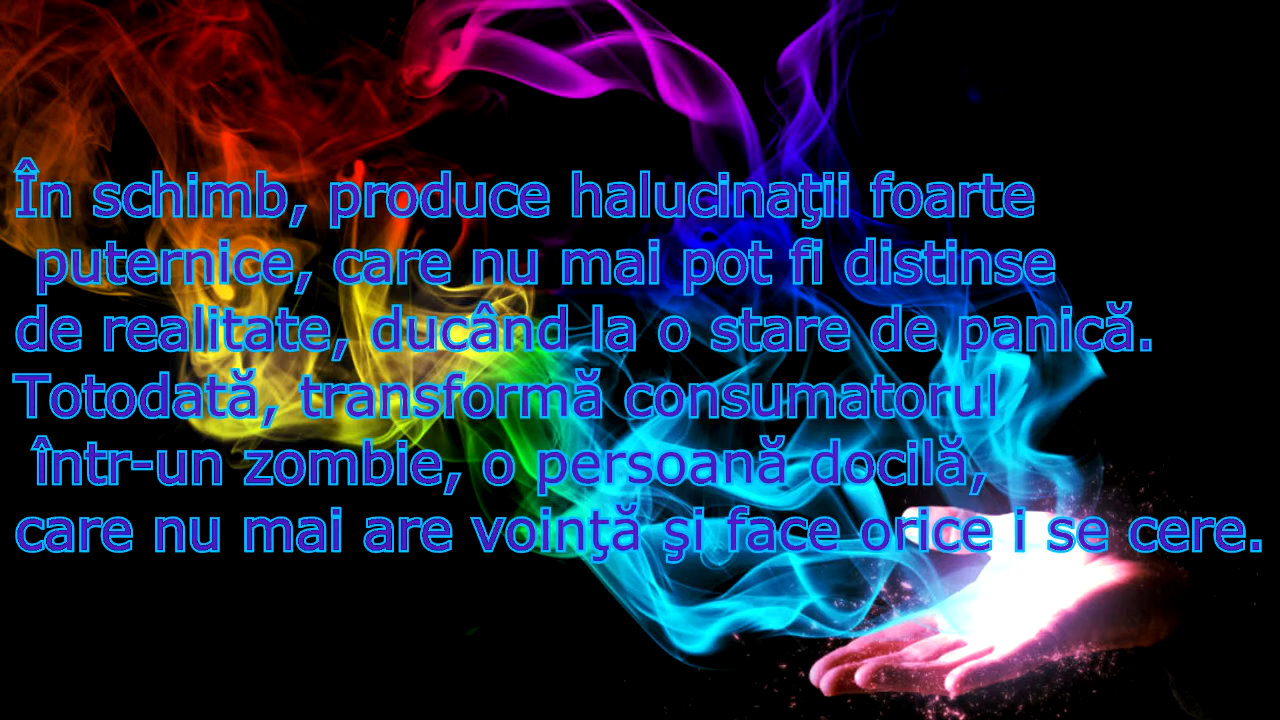 În schimb, produce halucinaţii foarte
puternice, care nu mai pot fi distinse
de realitate, ducând la o stare de panică.
Totodată, transformă consumatorul
într-un zombie, o persoană docilă,
care nu mai are voinţă şi face orice i se cere.